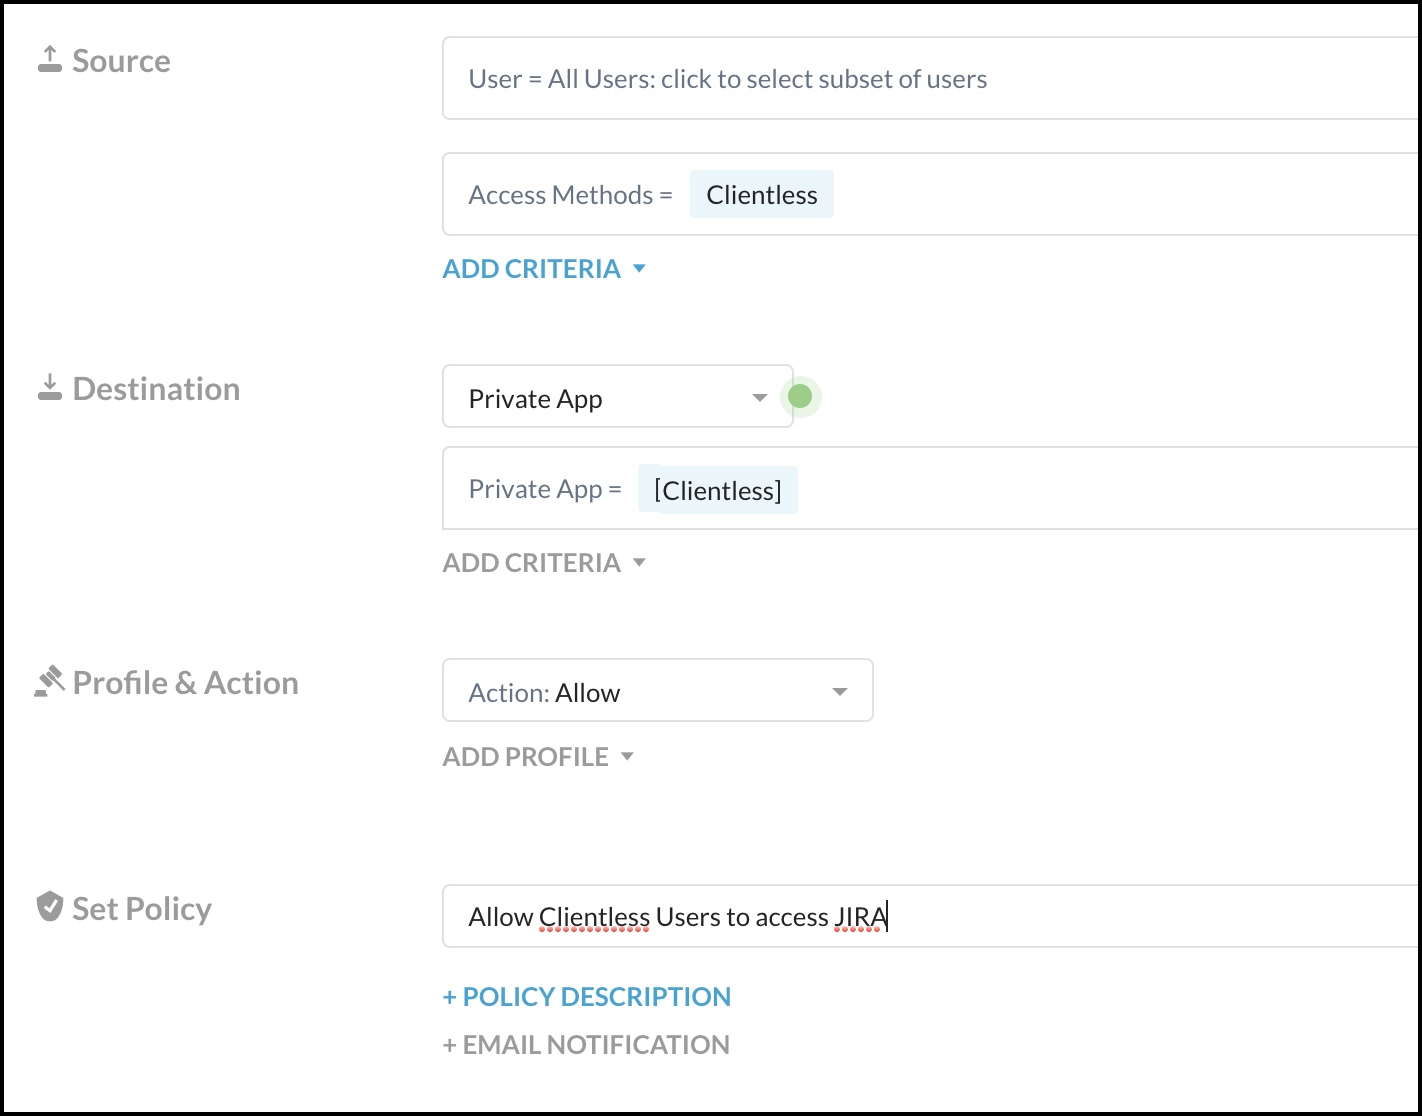 Source
User = All Users: click to select subset of users
Access Methods = Clientless
ADD CRITERIA
Destination
Private App
Private App = [Clientless]
ADD CRITERIA
Profile & Action
Action: Allow
ADD PROFILE
Set Policy
Allow Clientless Users to access JIRA
+ POLICY DESCRIPTION
+ EMAIL NOTIFICATION